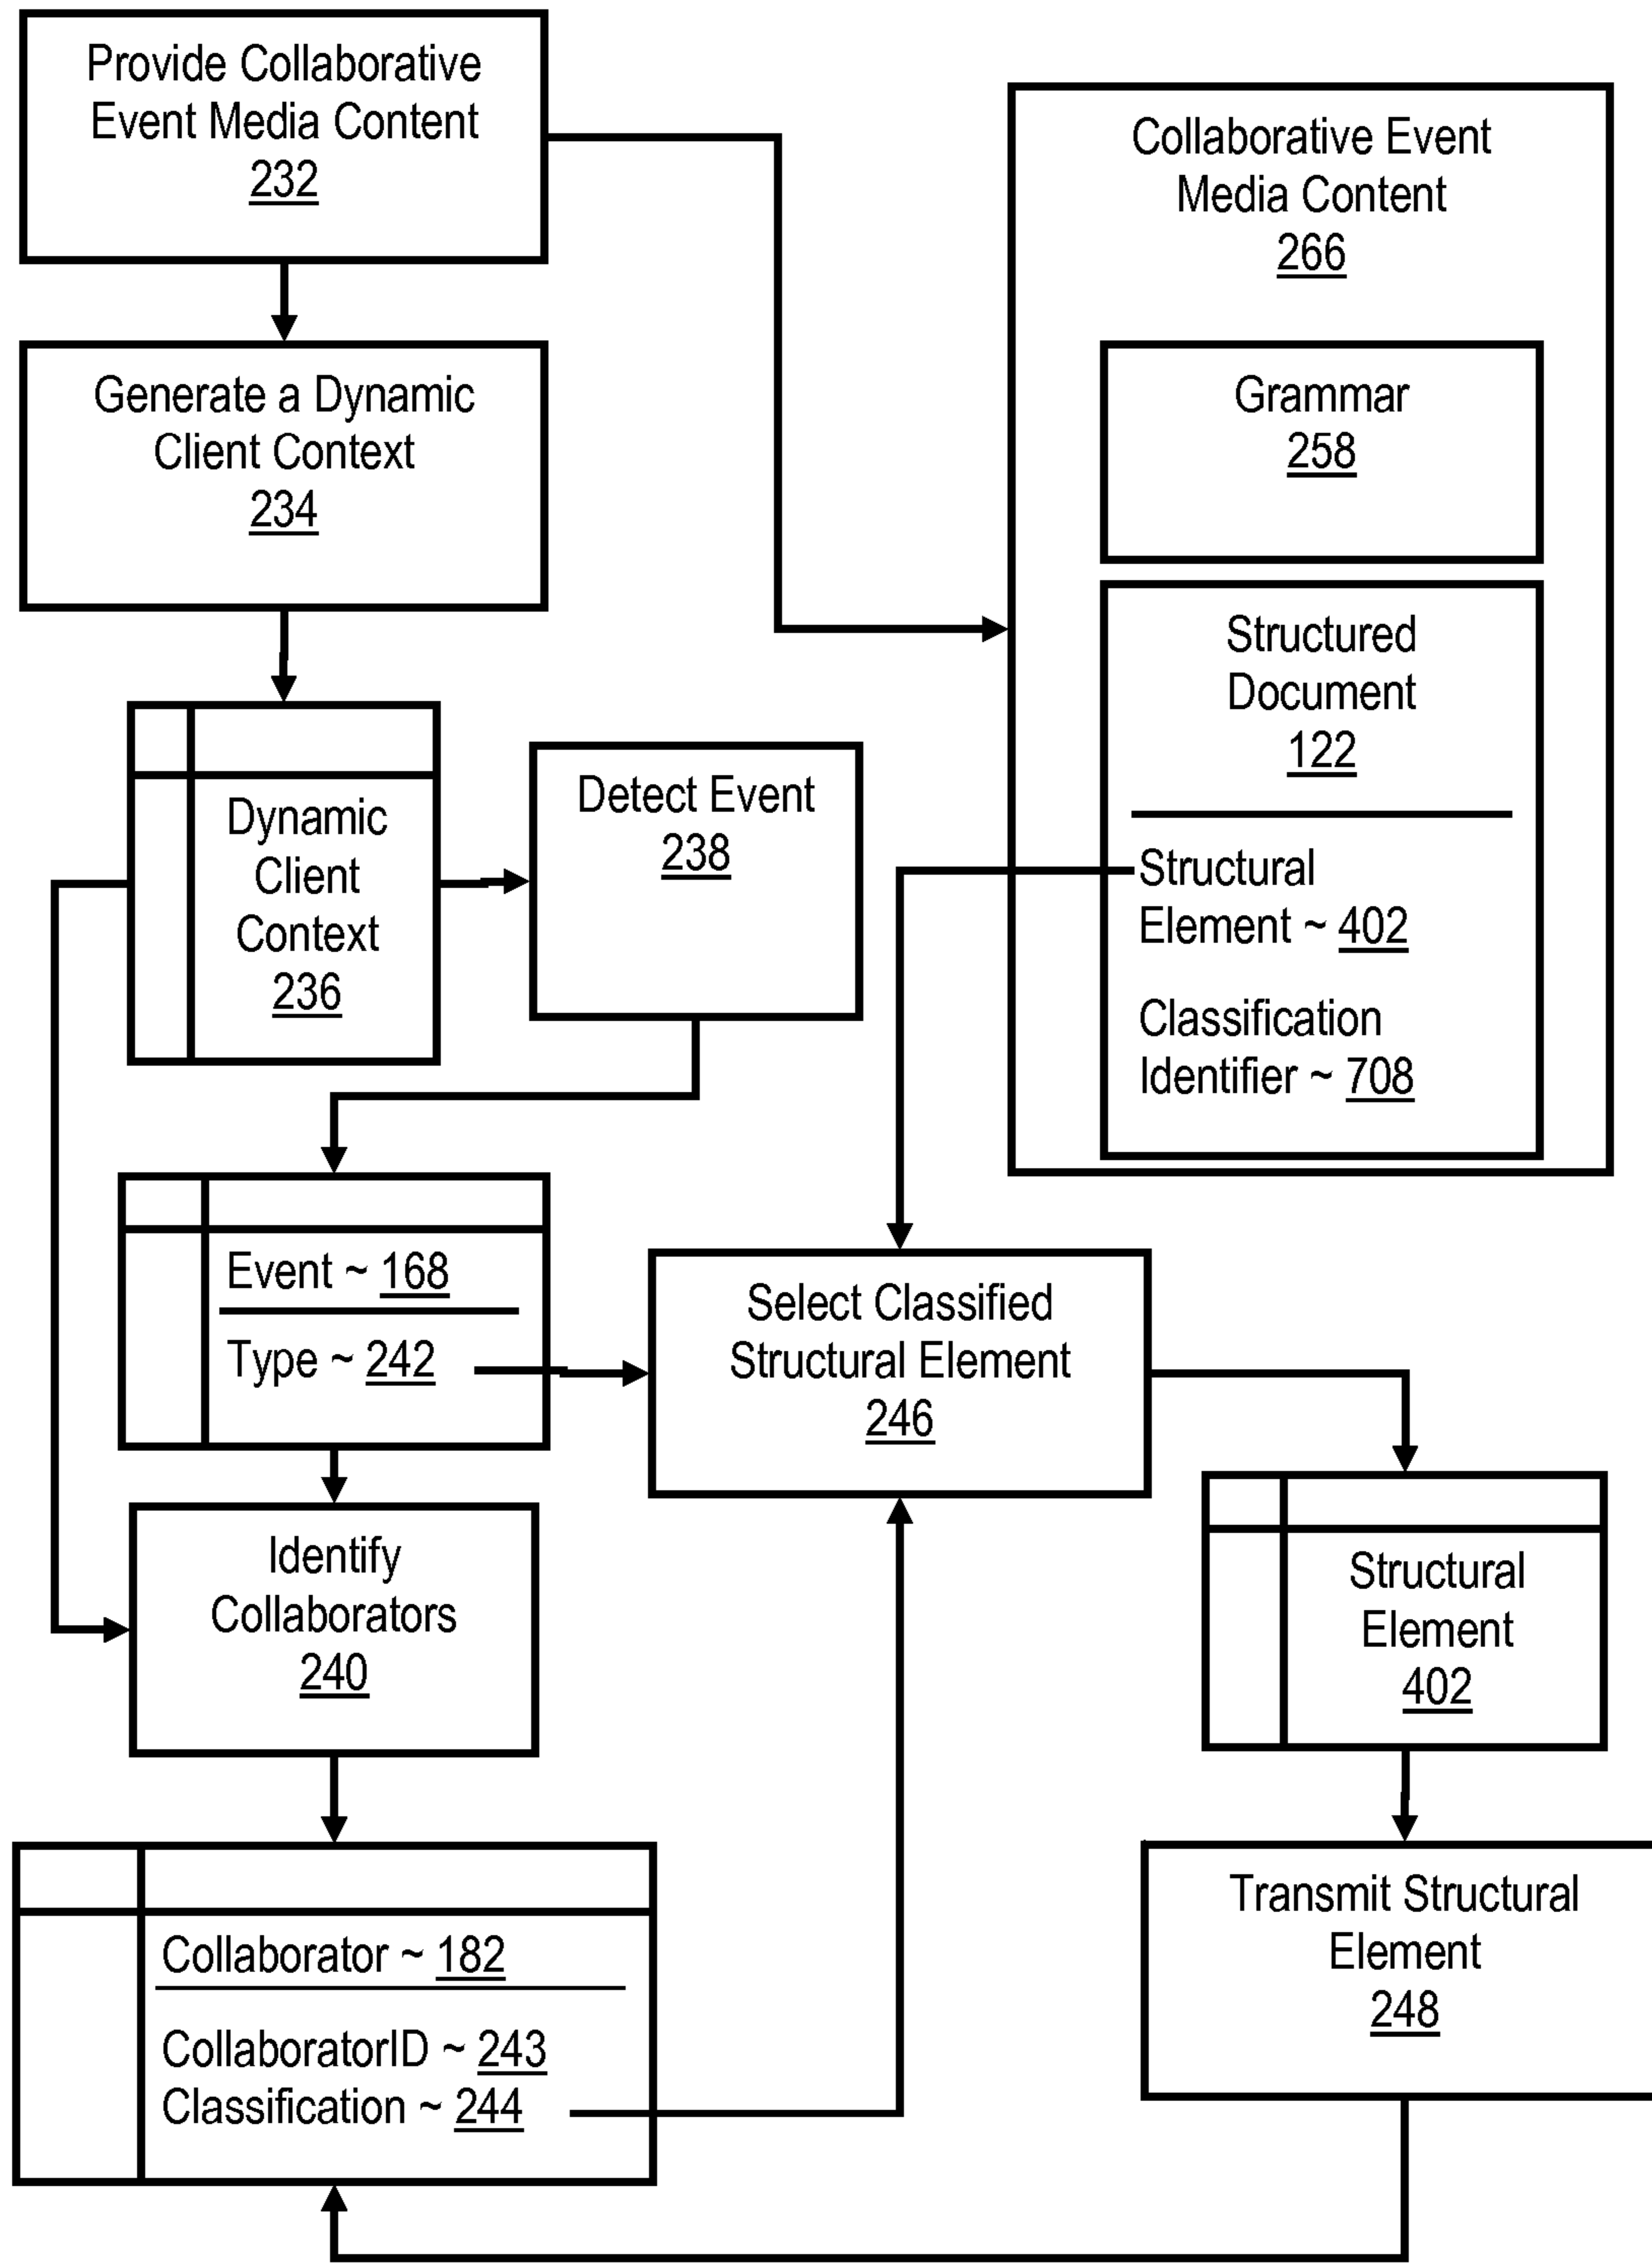 Provide Collaborative
Event Media Content
232
Collaborative Event
Media Content
266
Generate a Dynamic
Client Context
234
Grammar
258
Structured
Document
122
Structural
Element ~ 402
Classification
Identifier ~ 708
Dynamic
Client
Context
236
Detect Event
238
Event ~ 168
Type ~ 242
Select Classified
Structural Element
246
Identify
Collaborators
240
Structural
Element
402
Collaborator ~ 182
CollaboratorID ~ 243
Classification ~ 244
Transmit Structural
Element
248